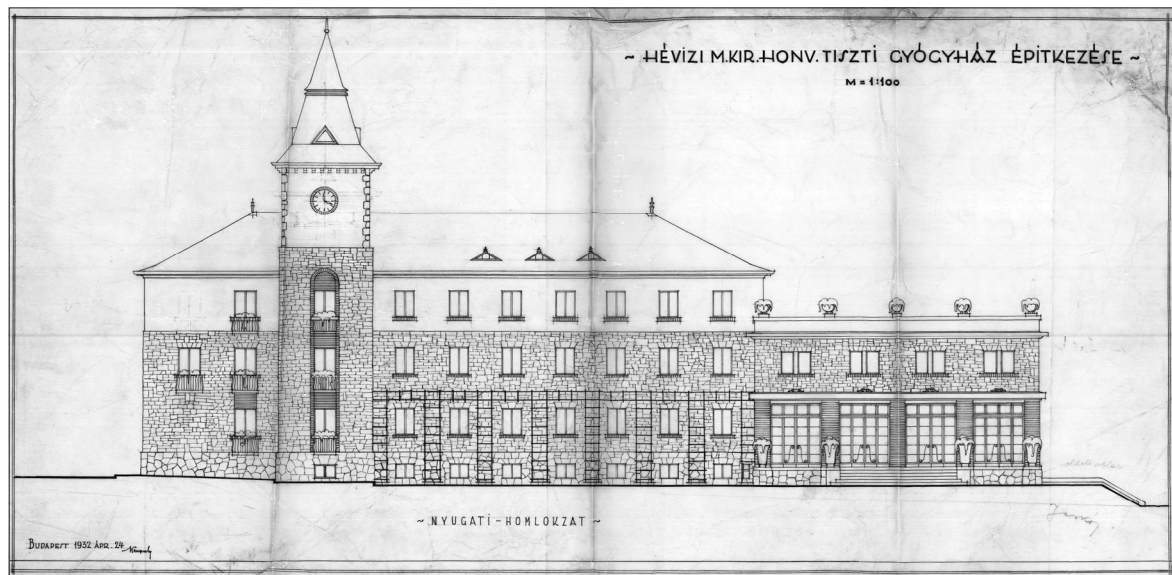 ~ HÉVIZI M.KIR. HONV. TISZTI GYÓGYHÁZ ÉPITKEZÉSE ~
M = 1:100
~ NYUGATI - HOMLOKZAT ~
BUDAPEST 1932 ÁPR. 24.